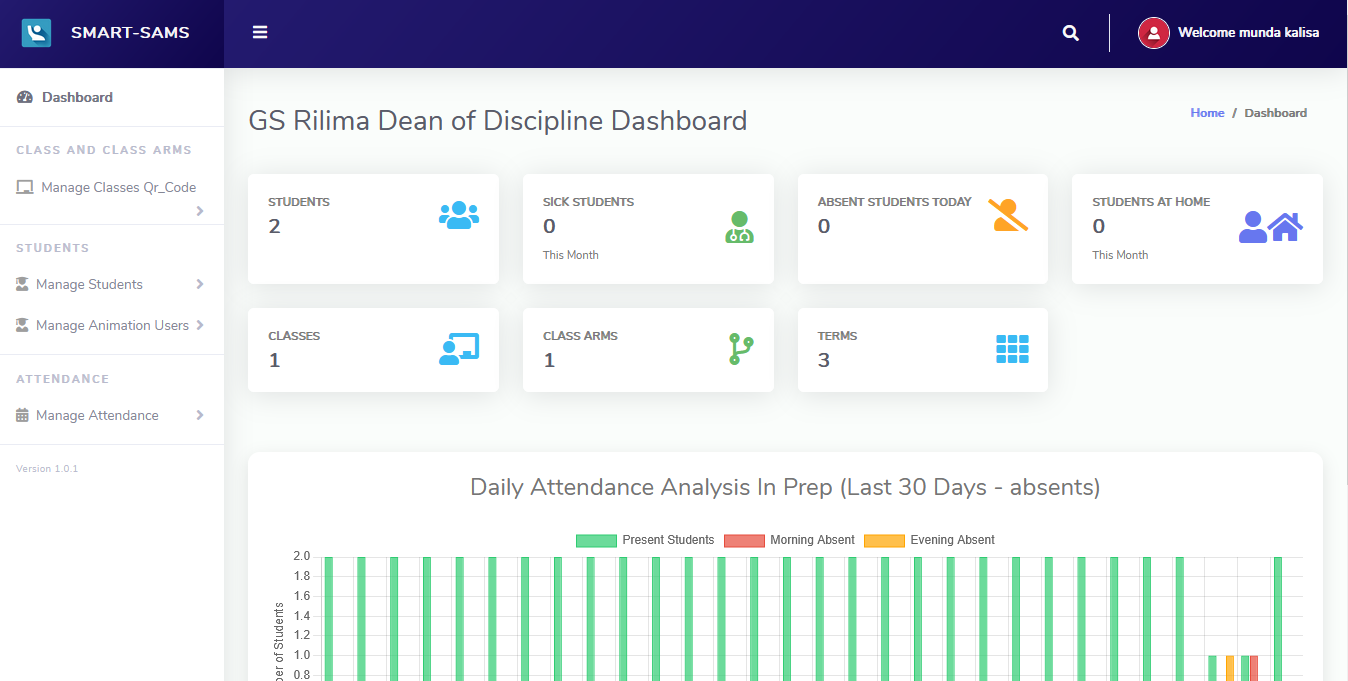 SMART-SAMS
Welcome munda kalisa
Dashboard
CLASS AND CLASS ARMS
Manage Classes Qr_Code
STUDENTS
Manage Students
Manage Animation Users
ATTENDANCE
Manage Attendance
Version 1.0.1
GS Rilima Dean of Discipline Dashboard
Home / Dashboard
STUDENTS
2
SICK STUDENTS
0
This Month
ABSENT STUDENTS TODAY
0
STUDENTS AT HOME
0
This Month
CLASSES
1
CLASS ARMS
1
TERMS
3
Daily Attendance Analysis In Prep (Last 30 Days - absents)
Present Students Morning Absent Evening Absent
2.0
1.8
1.6
1.4
1.2
1.0
0.8
of Students